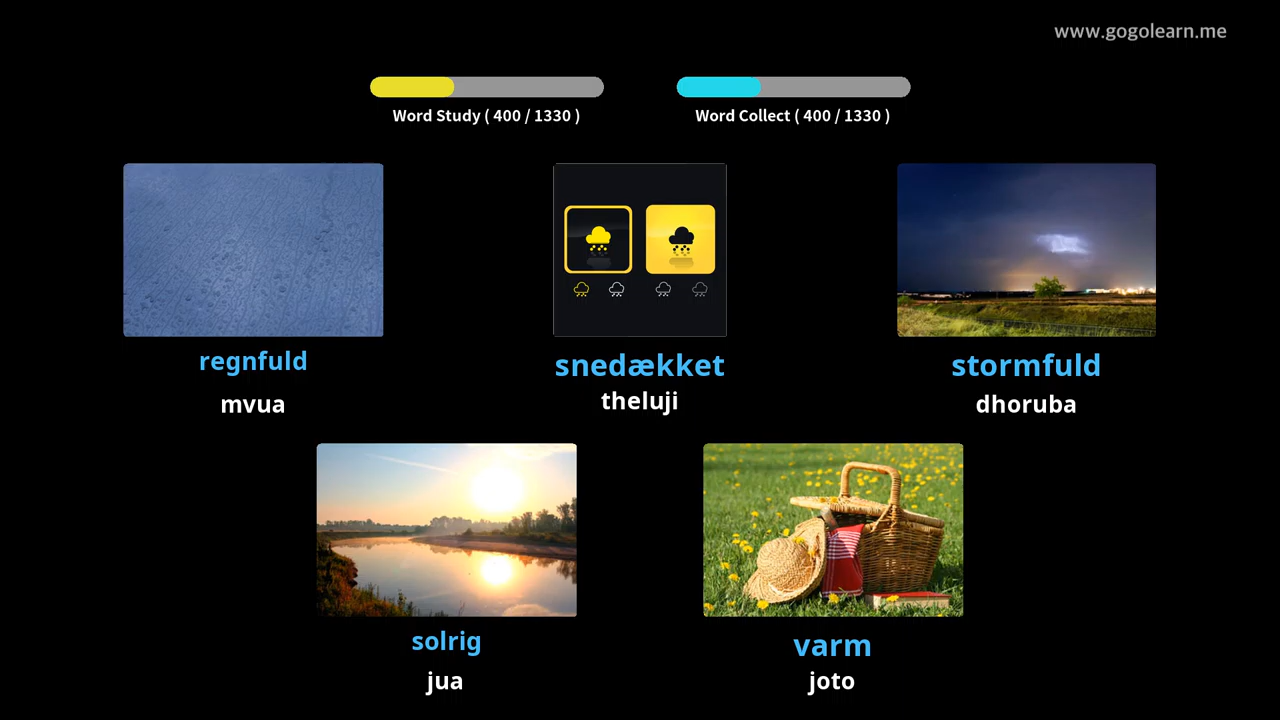 www.gogolearn.me
Word Study ( 400 / 1330 )
Word Collect ( 400 / 1330 )
regnfuld
mvua
snedækket
theluji
stormfuld
dhoruba
solrig
jua
varm
joto